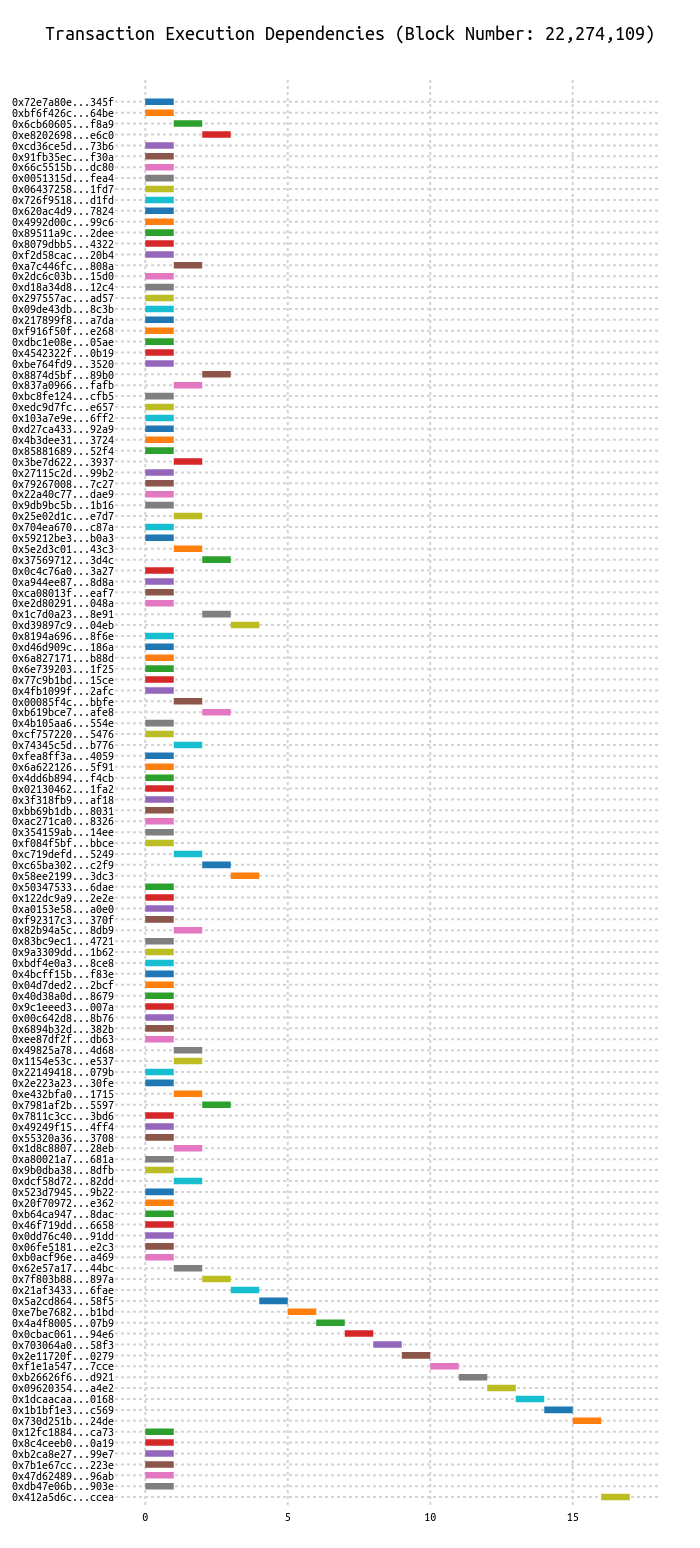 Transaction Execution Dependencies (Block Number: 22,274,109)
0x72e7a80e...345f
0xbf6f426c...64be
0x6cb60605...f8a9
0xe8202698...e6c0
0xcd36ce5d...73b6
0x91fb35ec...f30a
0x66c5515b...dc80
0x0051315d...fea4
0x06437258...1fd7
0x726f9518...d1fd
0x620ac4d9...7824
0x4992d00c...99c6
0x89511a9c...2dee
0x8079dbb5...4322
0xf2d58cac...20b4
0xa7c446fc...808a
0x2dc6c03b...15d0
0xd18a34d8...12c4
0x297557ac...ad57
0x09de43db...8c3b
0x217899f8...a7da
0xf916f50f...e268
0xdbc1e08e...05ae
0x4542322f...0b19
0xbe764fd9...3520
0x8874d5bf...89b0
0x837a0966...fafb
0xbc8fe124...cfb5
0xedc9d7fc...e657
0x103a7e9e...6ff2
0xd27ca433...92a9
0x4b3dee31...3724
0x85881689...52f4
0x3be7d622...3937
0x27115c2d...99b2
0x79267008...7c27
0x22a40c77...dae9
0x9db9bc5b...1b16
0x25e02d1c...e7d7
0x704ea670...c87a
0x59212be3...b0a3
0x5e2d3c01...43c3
0x37569712...3d4c
0x0c4c76a0...3a27
0xa944ee87...8d8a
0xca08013f...eaf7
0xe2d80291...048a
0x1c7d0a23...8e91
0xd39897c9...04eb
0x8194a696...8f6e
0xd46d909c...186a
0x6a827171...b88d
0x6e739203...1f25
0x77c9b1bd...15ce
0x4fb1099f...2afc
0x00085f4c...bbfe
0xb619bce7...afe8
0x4b105aa6...554e
0xcf757220...5476
0x74345c5d...b776
0xfea8ff3a...4059
0x6a622126...5f91
0x4dd6b894...f4cb
0x02130462...1fa2
0x3f318fb9...af18
0xbb69b1db...8031
0xac271ca0...8326
0x354159ab...14ee
0xf084f5bf...bbce
0xc719defd...5249
0xc65ba302...c2f9
0x58ee2199...3dc3
0x50347533...6dae
0x122dc9a9...2e2e
0xa0153e58...a0e0
0xf92317c3...370f
0x82b94a5c...8db9
0x83bc9ec1...4721
0x9a3309dd...1b62
0xbdf4e0a3...8ce8
0x4bcff15b...f83e
0x04d7ded2...2bcf
0x40d38a0d...8679
0x9c1eeed3...007a
0x00c642d8...8b76
0x6894b32d...382b
0xee87df2f...db63
0x49825a78...4d68
0x1154e53c...e537
0x22149418...079b
0x2e223a23...30fe
0xe432bfa0...1715
0x7981af2b...5597
0x7811c3cc...3bd6
0x49249f15...4ff4
0x55320a36...3708
0x1d8c8807...28eb
0xa80021a7...681a
0x9b0dba38...8dfb
0xdcf58d72...82dd
0x523d7945...9b22
0x20f70972...e362
0xb64ca947...8dac
0x46f719dd...6658
0x0dd76c40...91dd
0x06fe5181...e2c3
0xb0acf96e...a469
0x62e57a17...44bc
0x7f803b88...897a
0x21af3433...6fae
0x5a2cd864...58f5
0xe7be7682...b1bd
0x4a4f8005...07b9
0x0cbac061...94e6
0x703064a0...58f3
0x2e11720f...0279
0xf1e1a547...7cce
0xb26626f6...d921
0x09620354...a4e2
0x1dcaacaa...0168
0x1b1bf1e3...c569
0x730d251b...24de
0x12fc1884...ca73
0x8c4ceeb0...0a19
0xb2ca8e27...99e7
0x7b1e67cc...223e
0x47d62489...96ab
0xdb47e06b...903e
0x412a5d6c...ccea
0 5 10 15